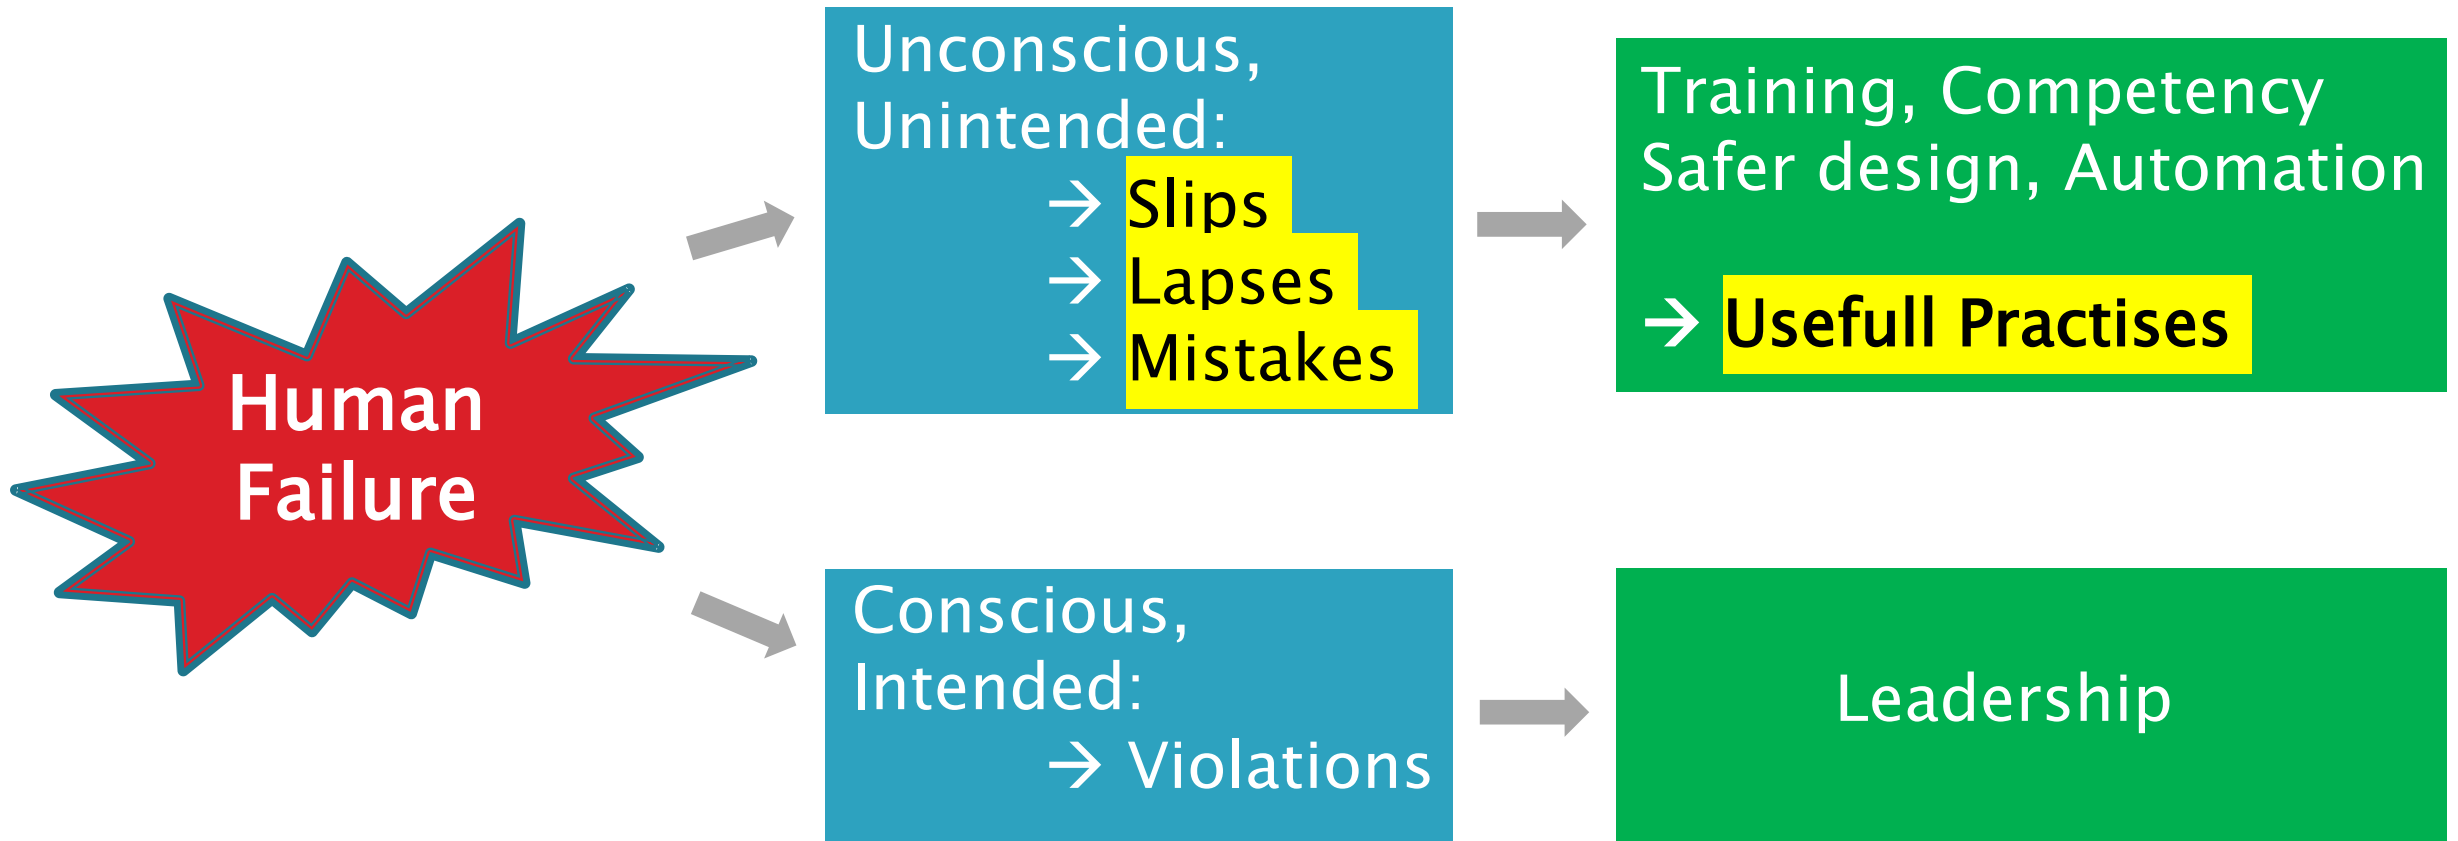 Human
Failure
Unconscious,
Unintended:
→ Slips
→ Lapses
→ Mistakes
Training, Competency
Safer design, Automation
→ Usefull Practises
Conscious,
Intended:
→ Violations
Leadership